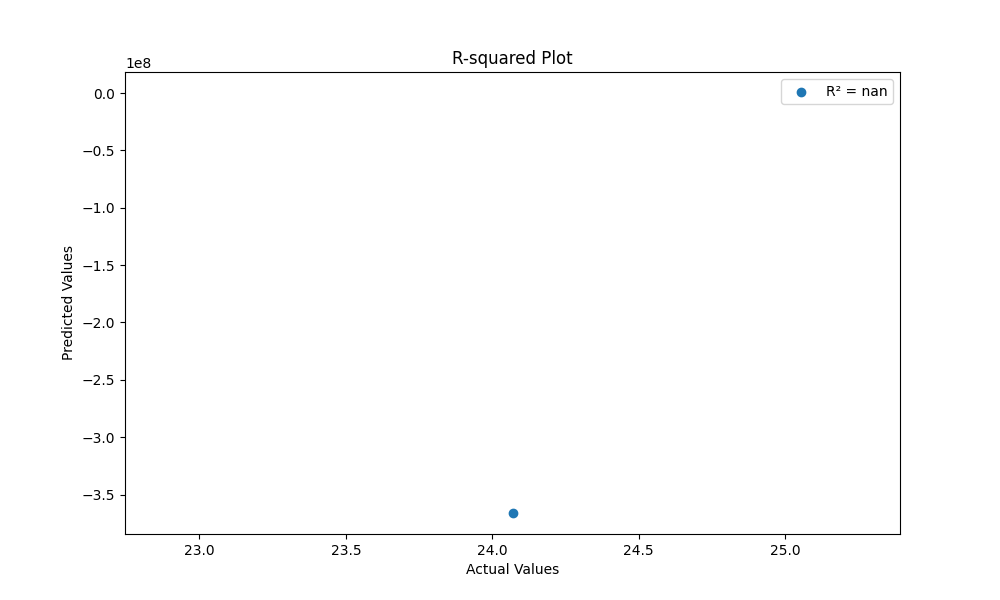 R-squared Plot
1e8
R² = nan
0.0
−0.5
−1.0
−1.5
−2.0
−2.5
−3.0
−3.5
Predicted Values
23.0 23.5 24.0 24.5 25.0
Actual Values